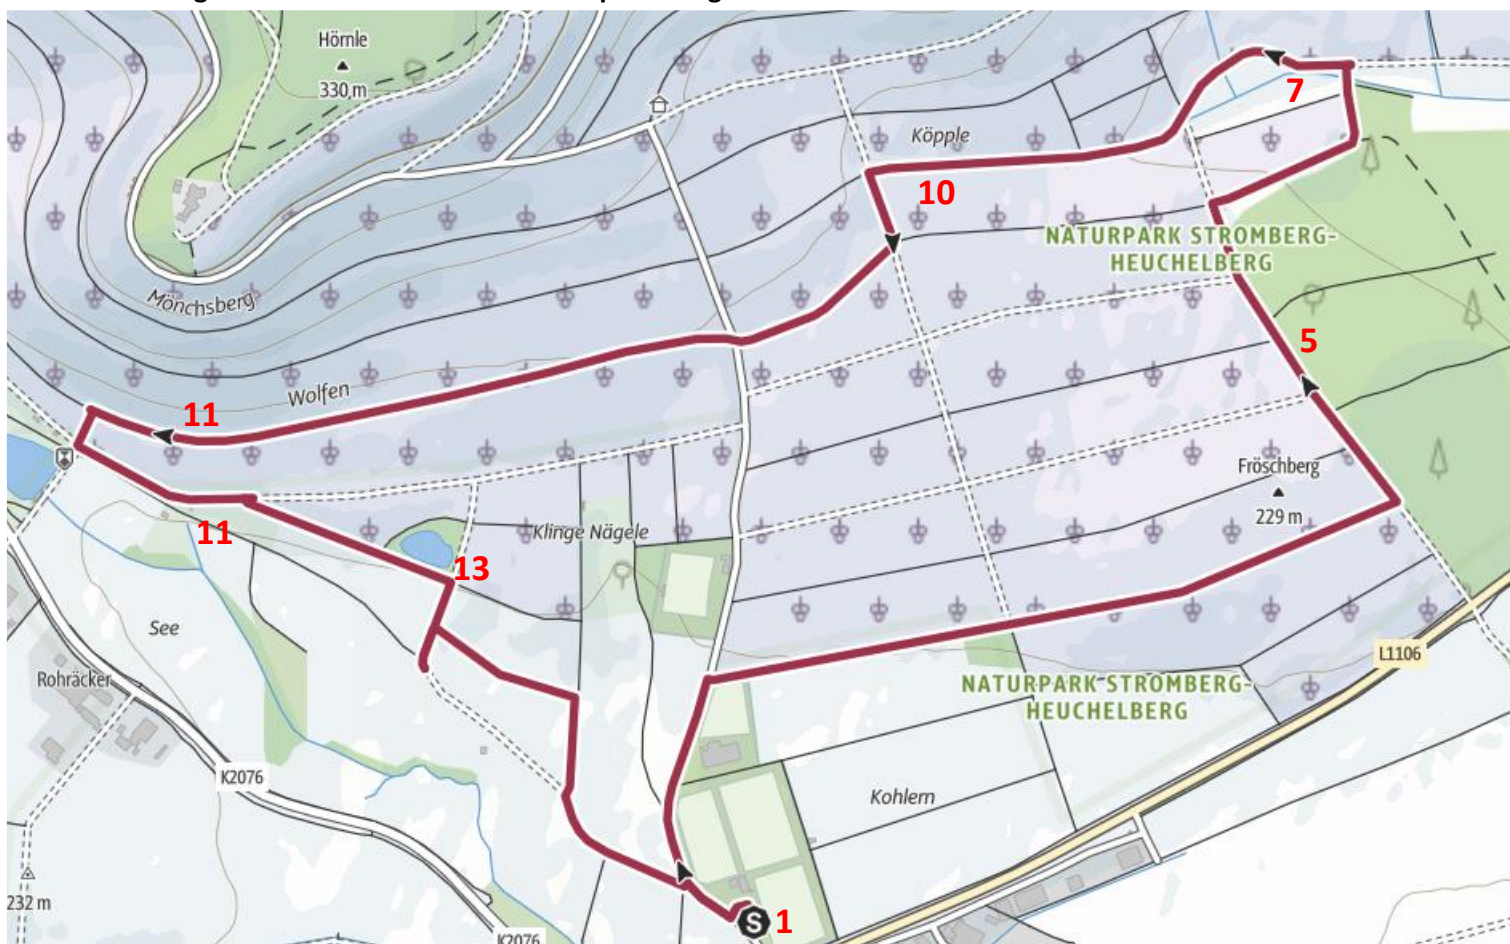 Hörnle
330 m
7
Köpple
10
NATURPARK STROMBERG-
HEUCHELBERG
Mönchsberg
5
Wolfen
11
Fröschberg
229 m
11
Klinge Nägele
13
See
L1106
Rohräcker
NATURPARK STROMBERG-
HEUCHELBERG
K2076
Kohlern
232 m
S
1
K2076